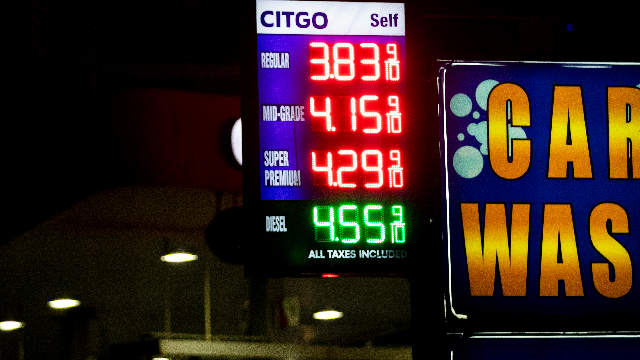 CITGO Self
REGULAR 3.83 9/10
MID-GRADE 4.15 9/10
SUPER
PREMIUM 4.29 9/10
DIESEL 4.55 9/10
ALL TAXES INCLUDED
CAR
WAS